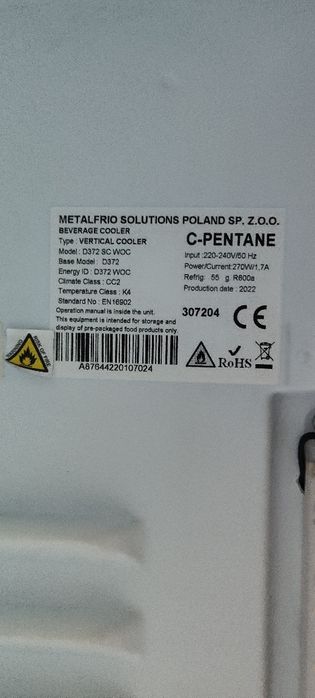 METALFRIO SOLUTIONS POLAND SP. Z.O.O.
BEVERAGE COOLER
Type : VERTICAL COOLER
C-PENTANE
Model : D372 SC WOC
Input :220-240V/50 Hz
Base Model : D372
Power/Current:270W/1,7A
Energy ID : D372 WOC
Refrig: 55 g. R600a
Climate Class : CC2
Production date : 2022
Temperature Class : K4
Standard No : EN16902
Operation manual is inside the unit.
307204
CE
This equipment is intended for storage and
display of pre-packaged food products only.
RoHS
A87644220107024
RISK OF FIRE